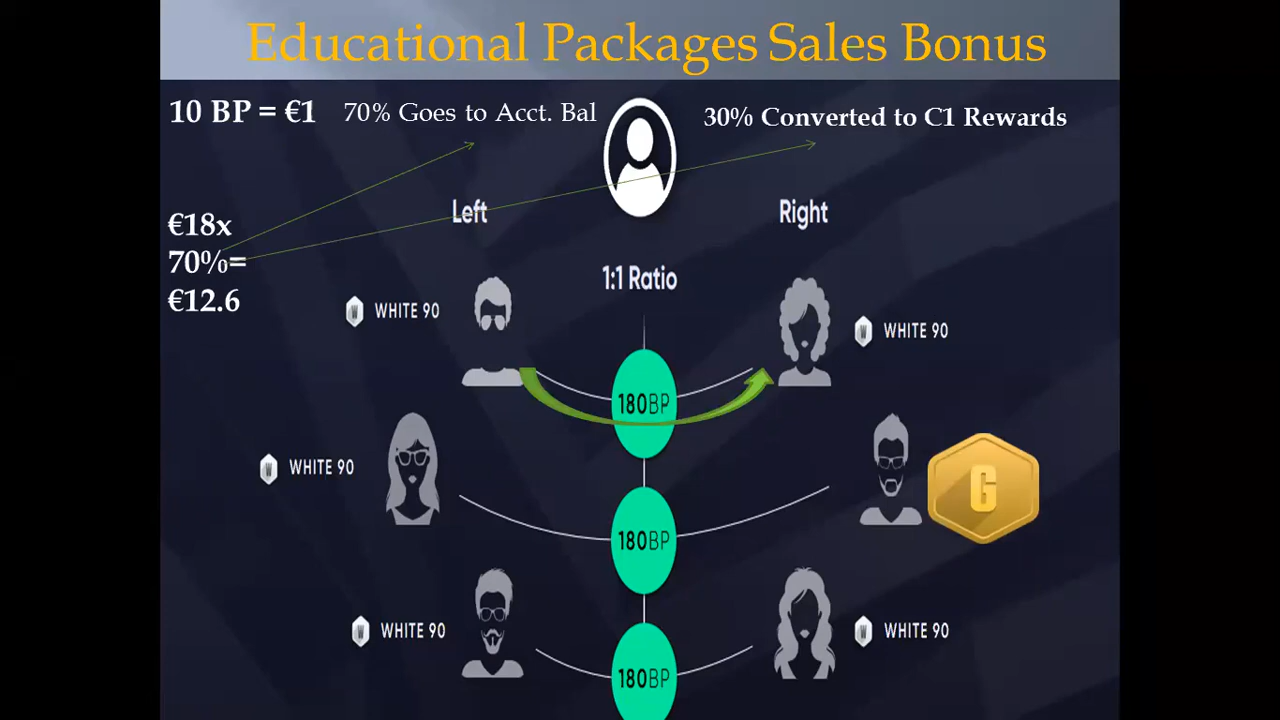 Educational Packages Sales Bonus
10 BP = €1
70% Goes to Acct. Bal
30% Converted to C1 Rewards
Left
Right
€18x
70%=
€12.6
1:1 Ratio
W WHITE 90
W WHITE 90
180BP
W WHITE 90
G
180BP
W WHITE 90
W WHITE 90
180BP